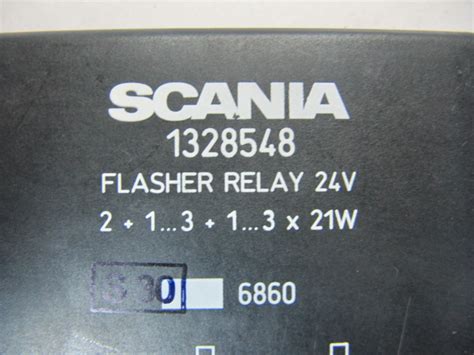 SCANIA
1328548
FLASHER RELAY 24V
2 + 1...3 + 1...3 x 21W
6860